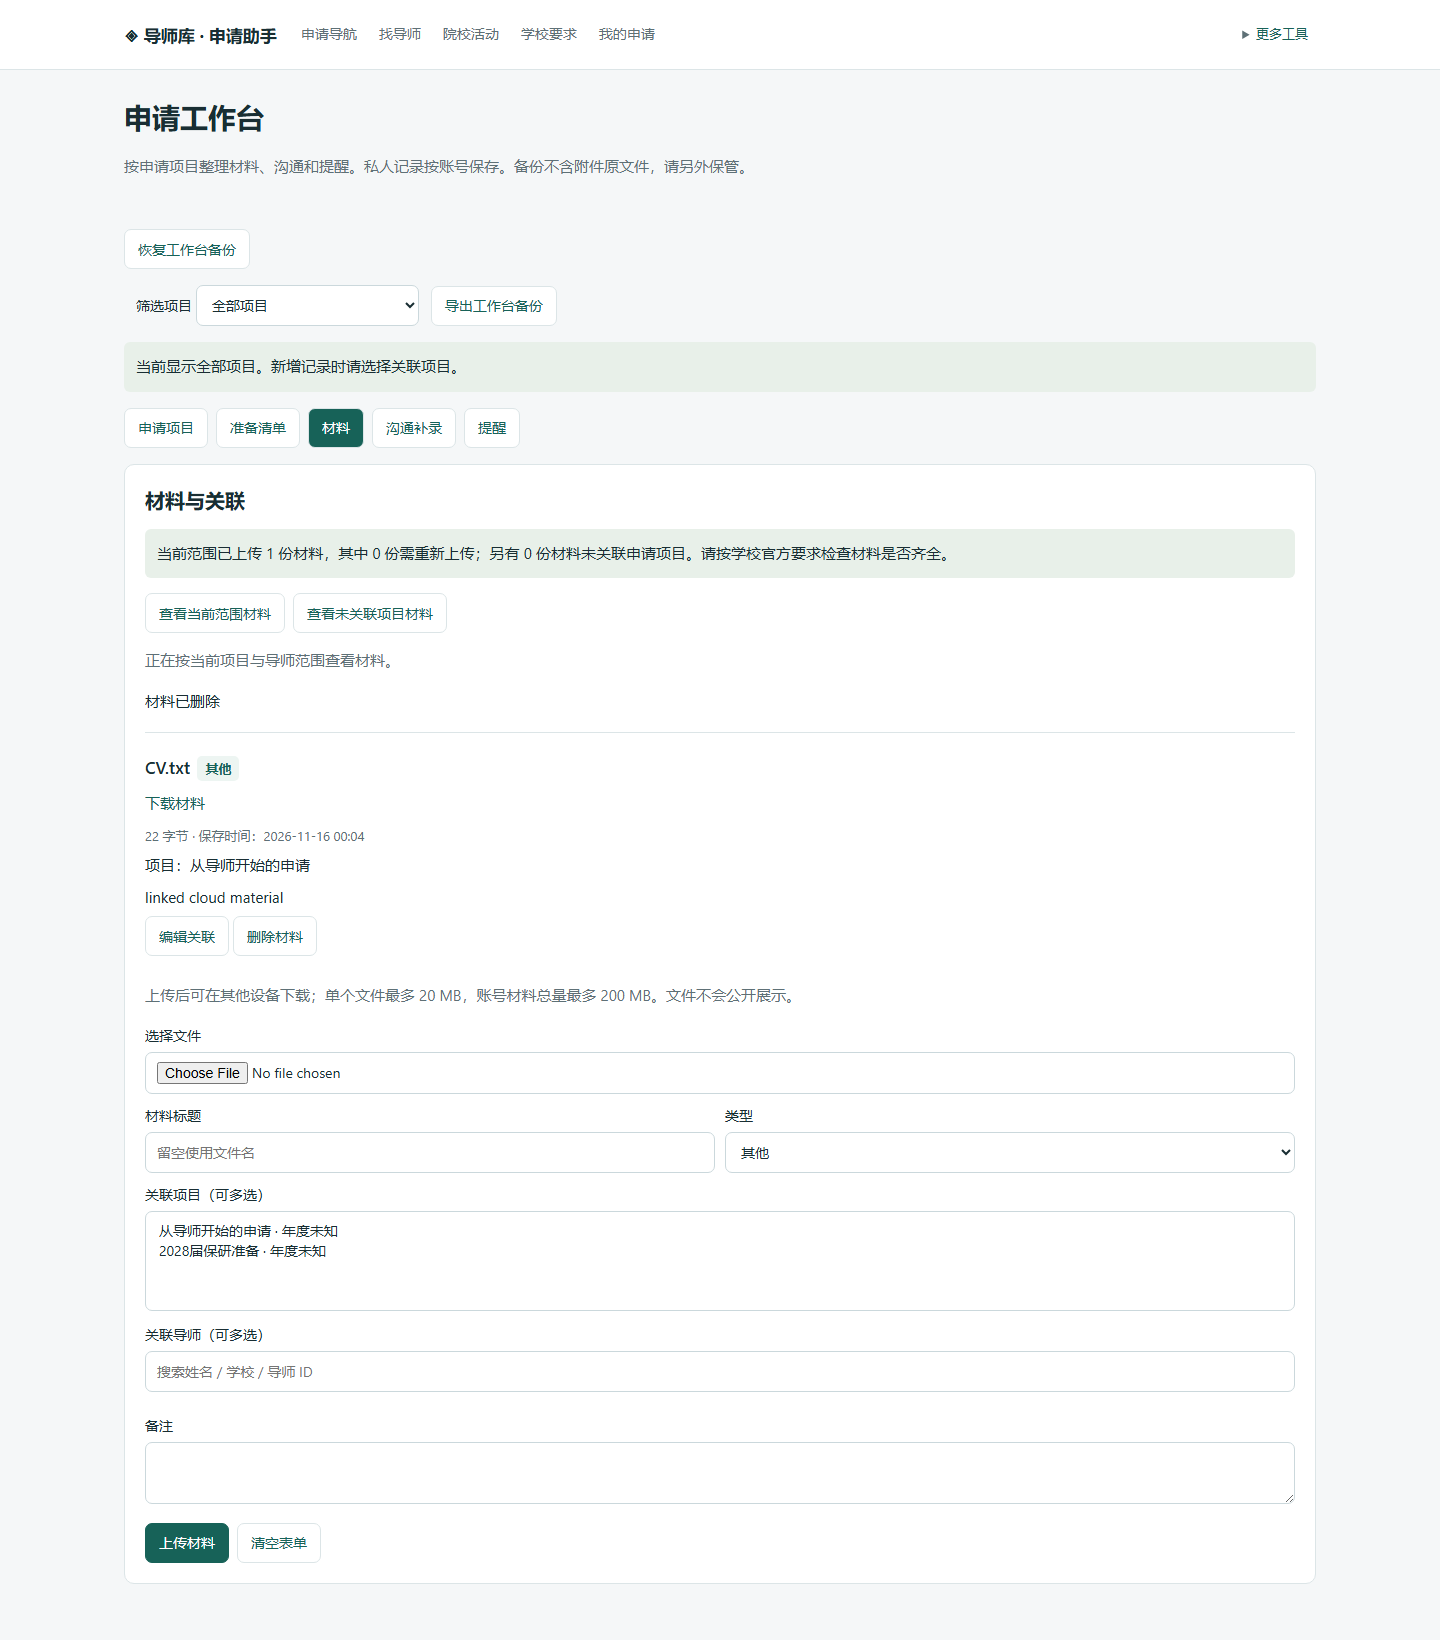 ◈ 导师库 · 申请助手 申请导航 找导师 院校活动 学校要求 我的申请 ▶ 更多工具
申请工作台
按申请项目整理材料、沟通和提醒。私人记录按账号保存。备份不含附件原文件，请另外保管。
恢复工作台备份
筛选项目 全部项目 导出工作台备份
当前显示全部项目。新增记录时请选择关联项目。
申请项目 准备清单 材料 沟通补录 提醒
材料与关联
当前范围已上传 1 份材料，其中 0 份需重新上传；另有 0 份材料未关联申请项目。请按学校官方要求检查材料是否齐全。
查看当前范围材料 查看未关联项目材料
正在按当前项目与导师范围查看材料。
材料已删除
CV.txt 其他
下载材料
22 字节 · 保存时间：2026-11-16 00:04
项目：从导师开始的申请
linked cloud material
编辑关联 删除材料
上传后可在其他设备下载；单个文件最多 20 MB，账号材料总量最多 200 MB。文件不会公开展示。
选择文件
Choose File No file chosen
材料标题 类型
留空使用文件名 其他
关联项目（可多选）
从导师开始的申请 · 年度未知
2028届保研准备 · 年度未知
关联导师（可多选）
搜索姓名 / 学校 / 导师 ID
备注
上传材料 清空表单